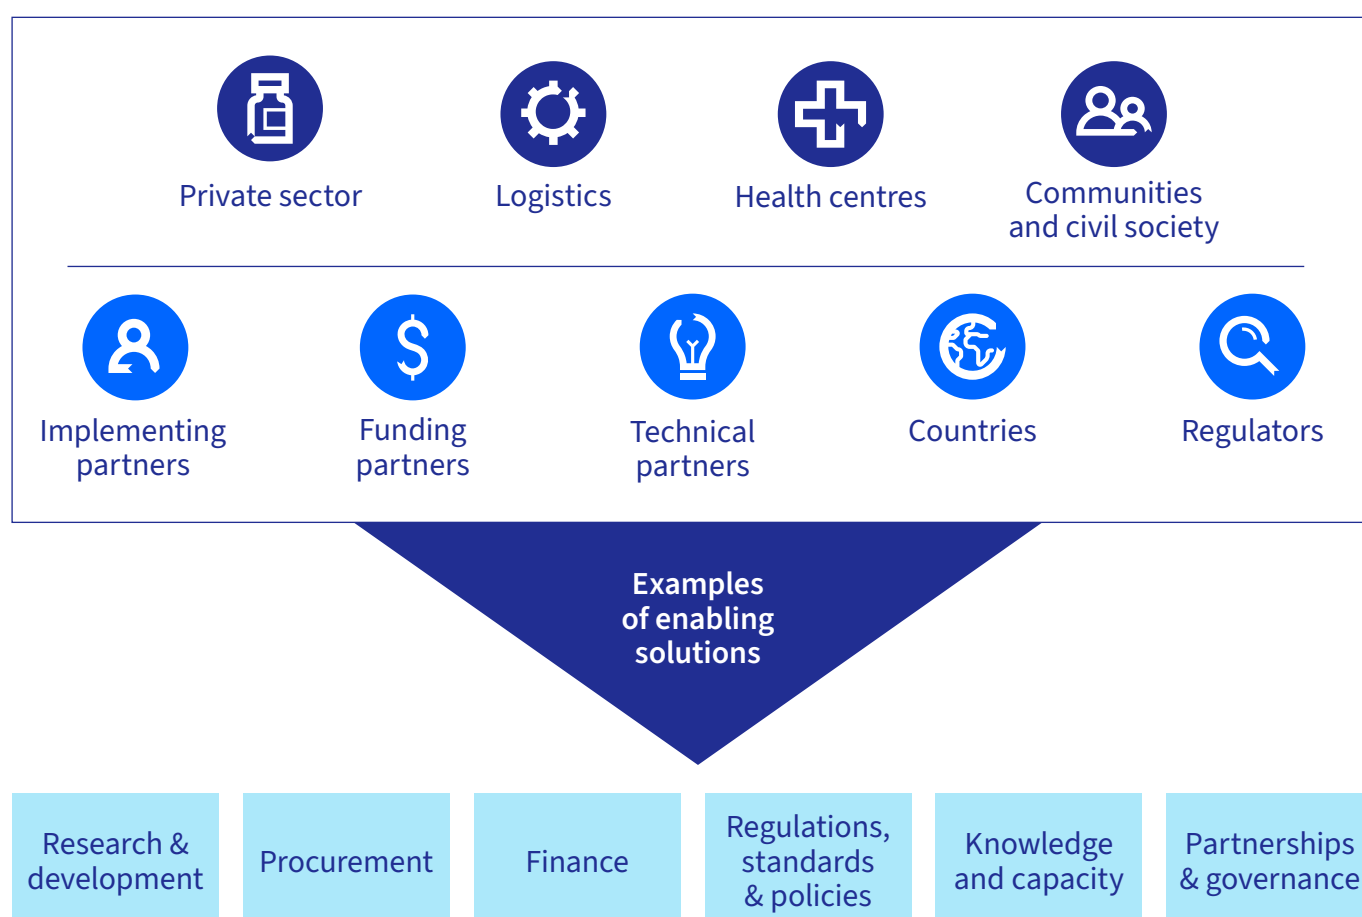 Private sector
Logistics
Health centres
Communities
and civil society
Implementing
partners
Funding
partners
Technical
partners
Countries
Regulators
Examples
of enabling
solutions
Research &
development
Procurement
Finance
Regulations,
standards
& policies
Knowledge
and capacity
Partnerships
& governance